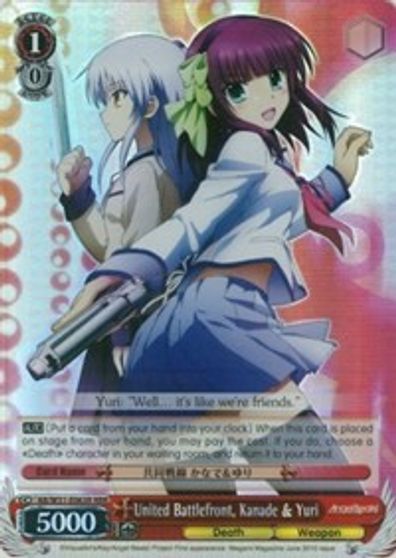 1
0
Yuri: "Well... it's like we're friends."
AUTO (Put a card from your hand into your clock) When this card is placed
on stage from your hand, you may pay the cost. If you do, choose a
«Death» character in your waiting room, and return it to your hand.
Card Name 共同戦線 かなで&ゆり
5000
United Battlefront, Kanade & Yuri
Death Weapon